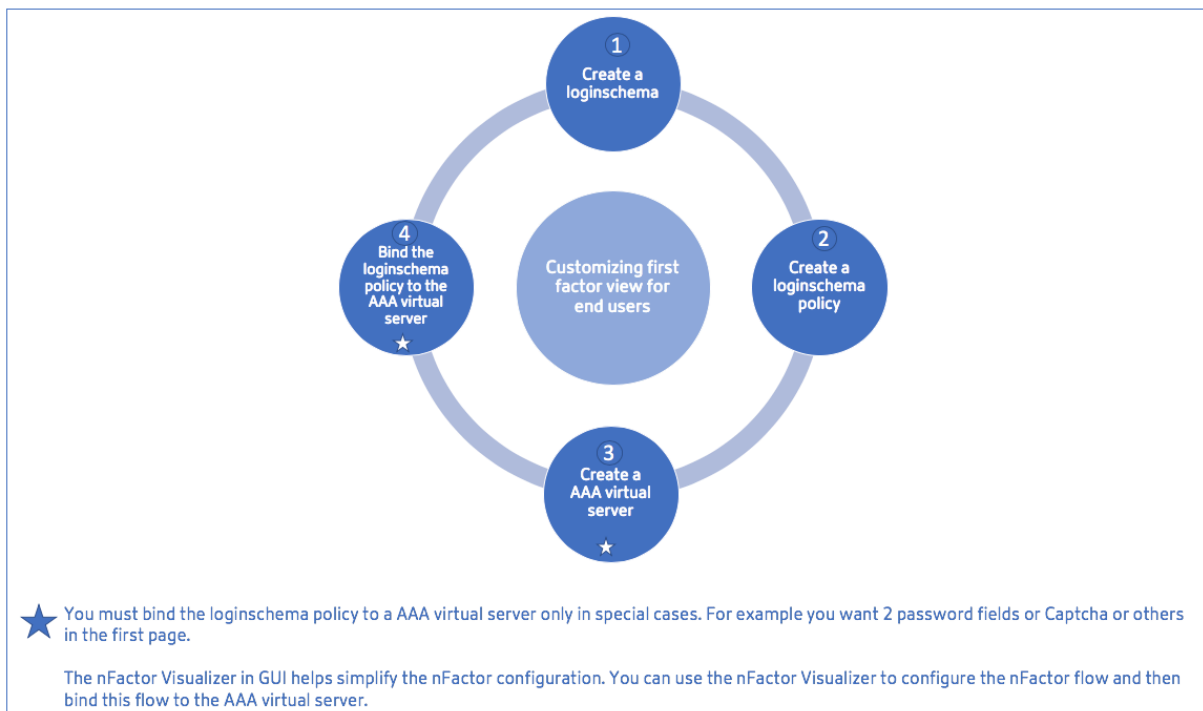 1
Create a
loginschema
4
Bind the
loginschema
policy to the
AAA virtual
server
Customizing first
factor view for
end users
2
Create a
loginschema
policy
3
Create a
AAA virtual
server
You must bind the loginschema policy to a AAA virtual server only in special cases. For example you want 2 password fields or Captcha or others
in the first page.
The nFactor Visualizer in GUI helps simplify the nFactor configuration. You can use the nFactor Visualizer to configure the nFactor flow and then
bind this flow to the AAA virtual server.